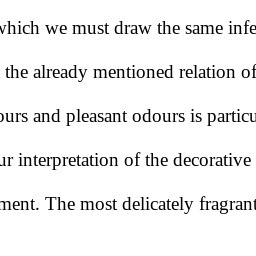 which we must draw the same infe
the already mentioned relation of
ours and pleasant odours is particu
ur interpretation of the decorative
ment. The most delicately fragrant